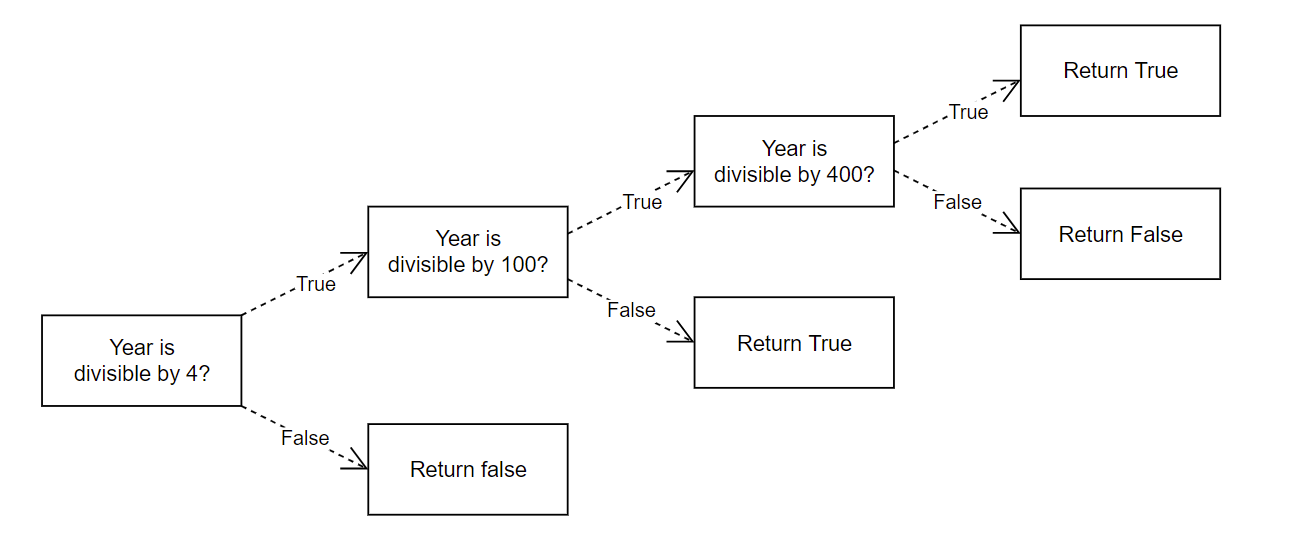 Year is
divisible by 4?
True
False
Year is
divisible by 100?
Return false
True
False
Year is
divisible by 400?
Return True
True
False
Return True
Return False